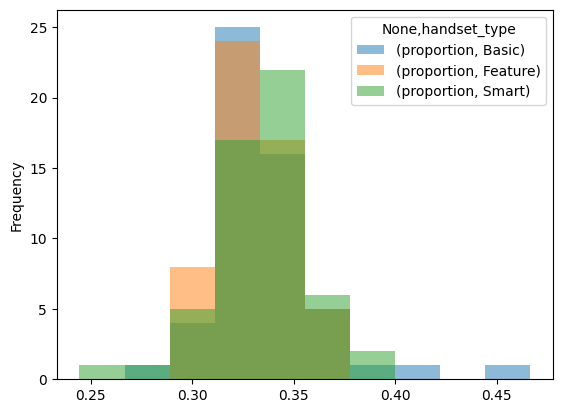 None,handset_type
(proportion, Basic)
(proportion, Feature)
(proportion, Smart)
Frequency
25
20
15
10
5
0
0.25 0.30 0.35 0.40 0.45